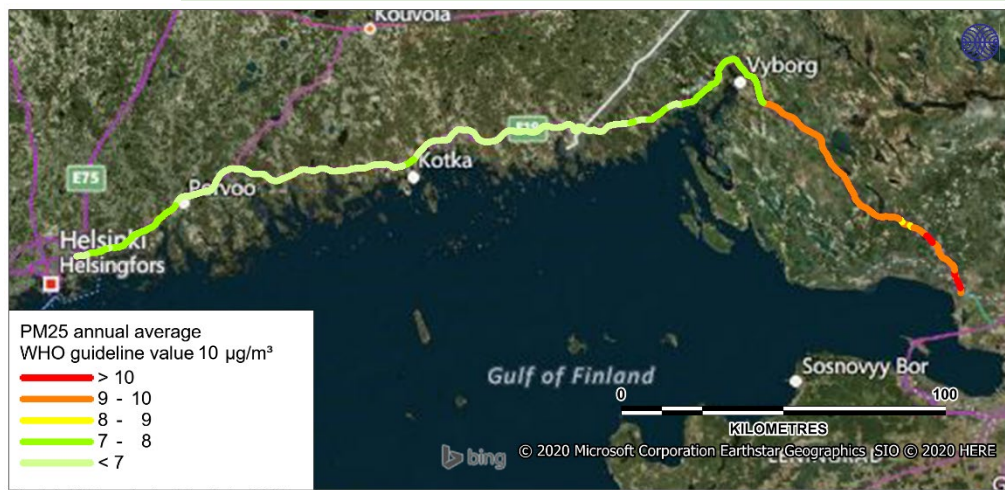 Kouvola
Vyborg
E18
Kotka
E75
Porvoo
Helsinki
Helsingfors
PM25 annual average
WHO guideline value 10 µg/m³
> 10
9 - 10
8 - 9
7 - 8
< 7
Gulf of Finland
Sosnovyy Bor
0 100
KILOMETRES
bing
© 2020 Microsoft Corporation Earthstar Geographics SIO © 2020 HERE
LENINGRAD